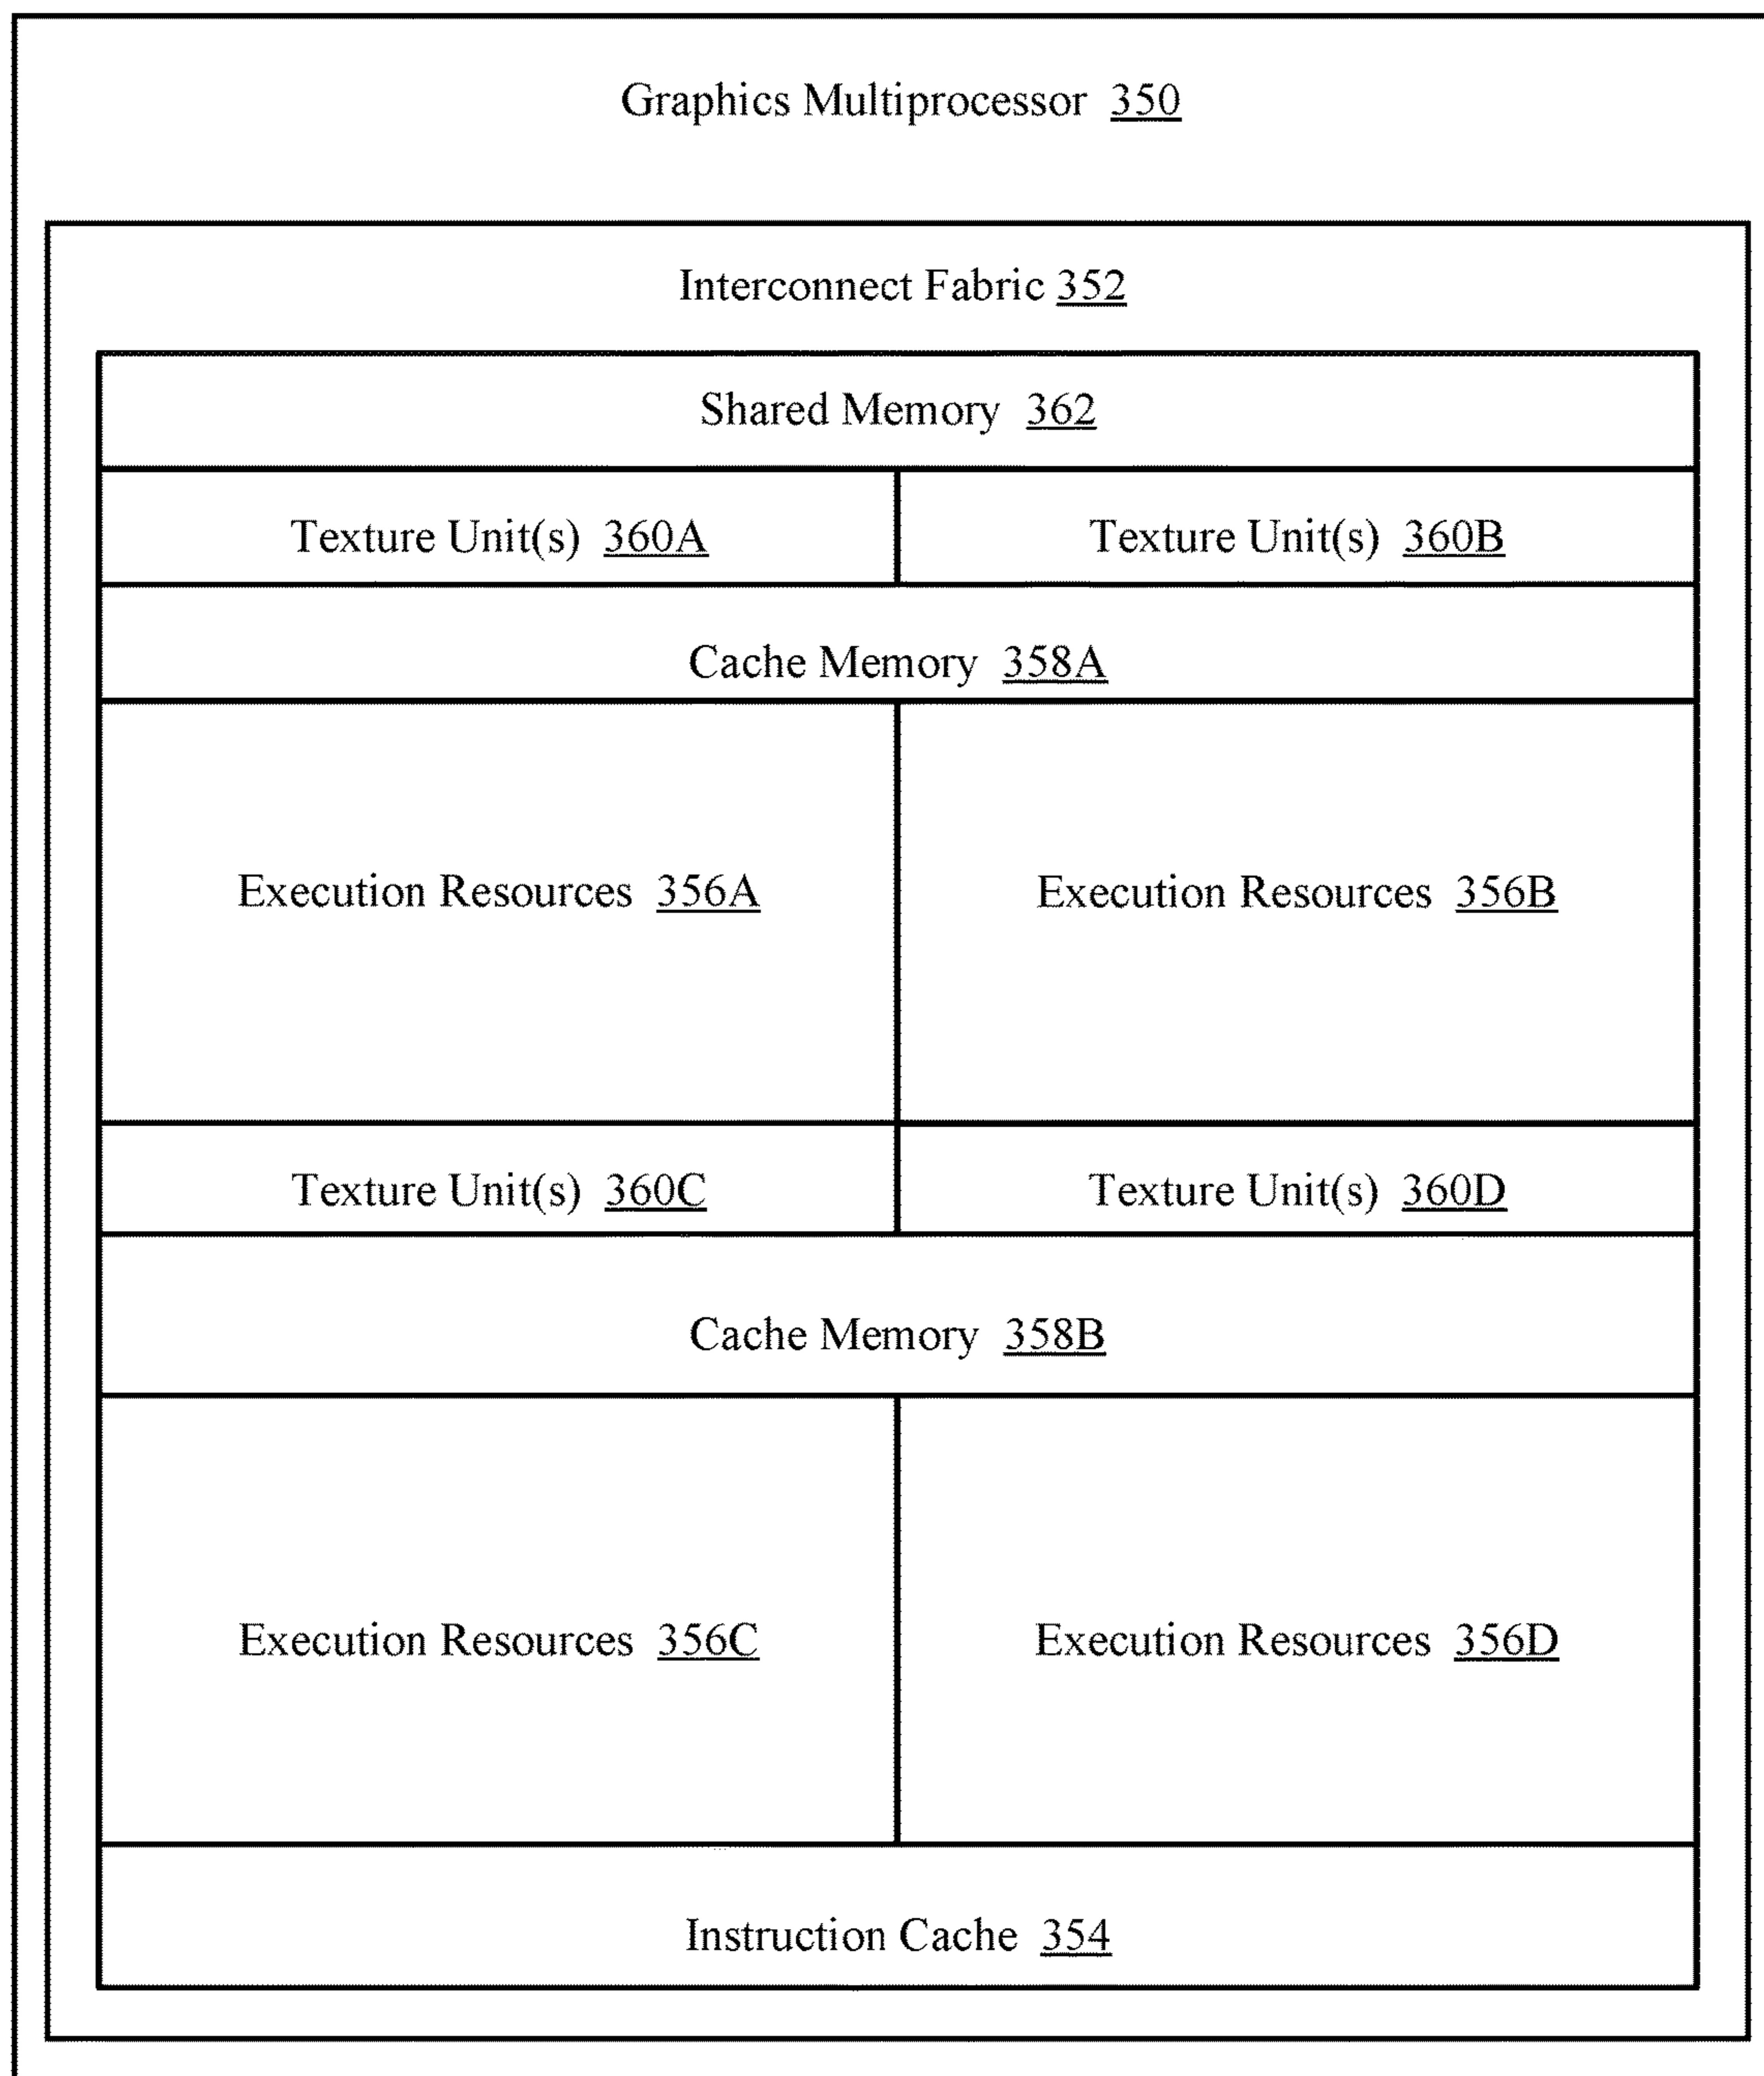 Graphics Multiprocessor 350
Interconnect Fabric 352
Shared Memory 362
Texture Unit(s) 360A
Texture Unit(s) 360B
Cache Memory 358A
Execution Resources 356A
Execution Resources 356B
Texture Unit(s) 360C
Texture Unit(s) 360D
Cache Memory 358B
Execution Resources 356C
Execution Resources 356D
Instruction Cache 354